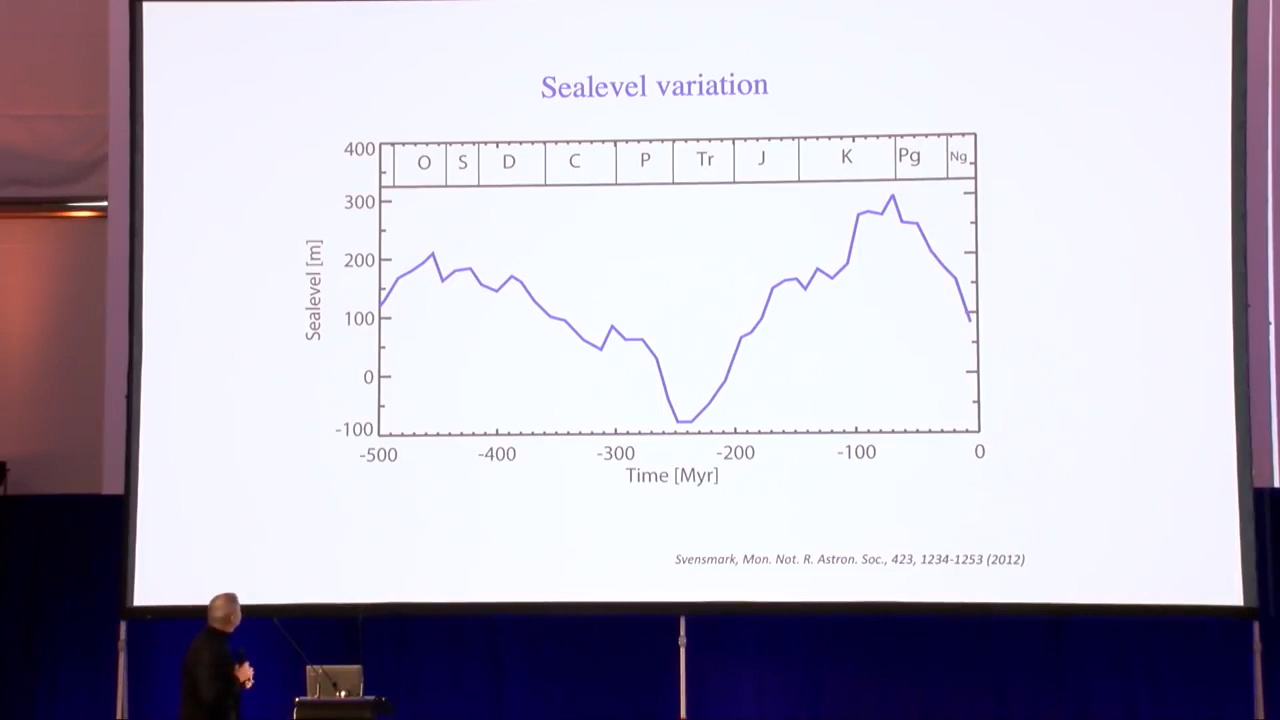 Sealevel variation
400
300
200
100
0
-100
Sealevel [m]
O S D C P Tr J K Pg Ng
-500 -400 -300 -200 -100 0
Time [Myr]
Svensmark, Mon. Not. R. Astron. Soc., 423, 1234-1253 (2012)